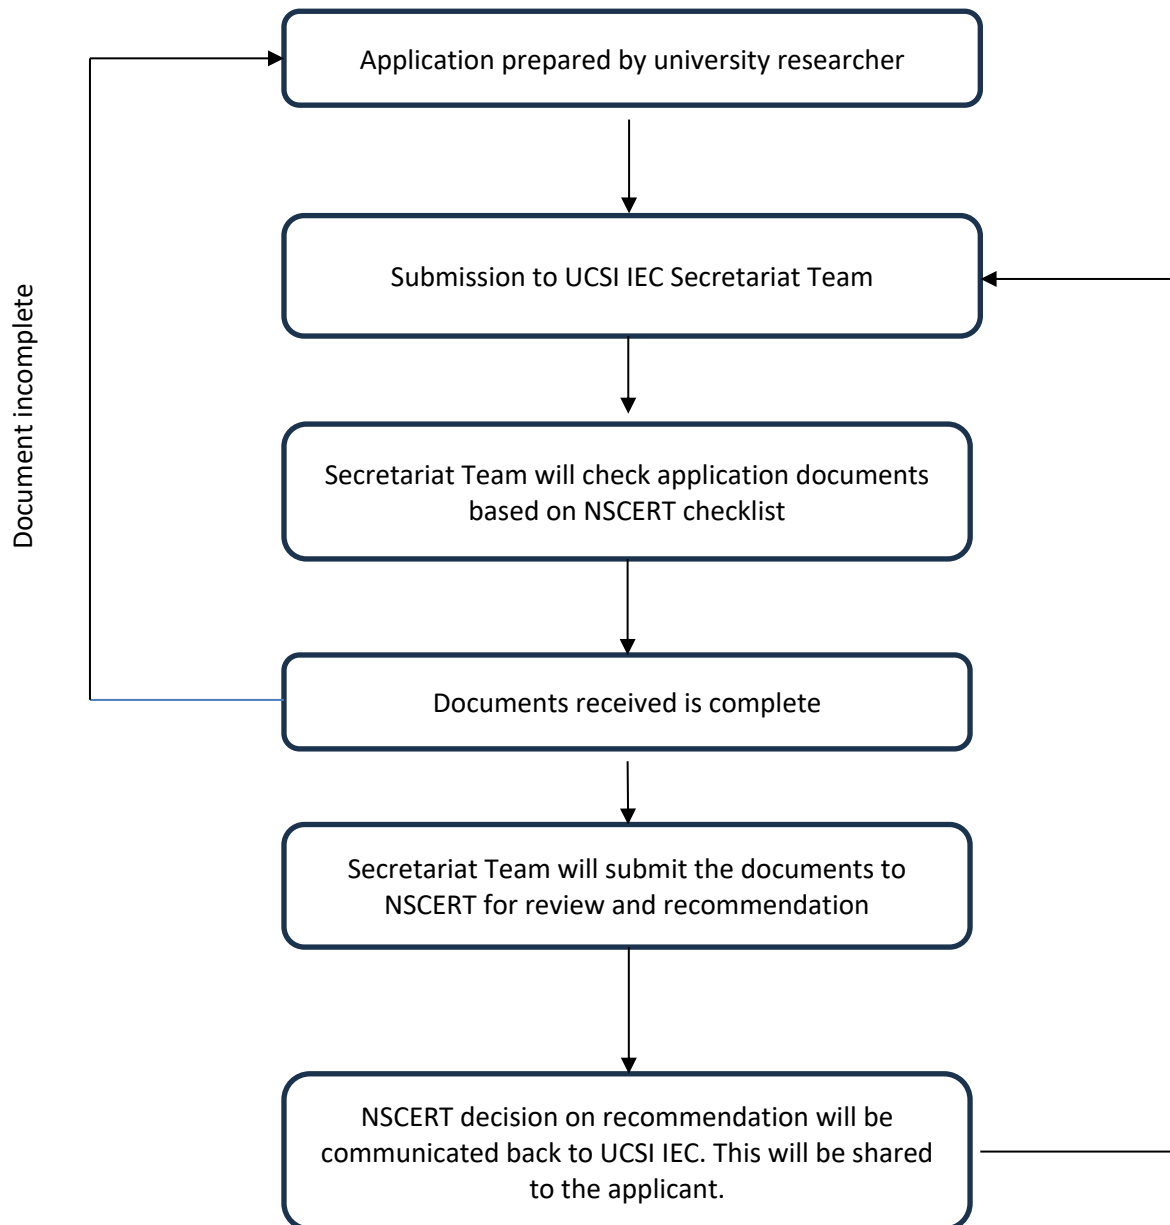 Application prepared by university researcher
Submission to UCSI IEC Secretariat Team
Document incomplete
Secretariat Team will check application documents
based on NSCERT checklist
Documents received is complete
Secretariat Team will submit the documents to
NSCERT for review and recommendation
NSCERT decision on recommendation will be
communicated back to UCSI IEC. This will be shared
to the applicant.